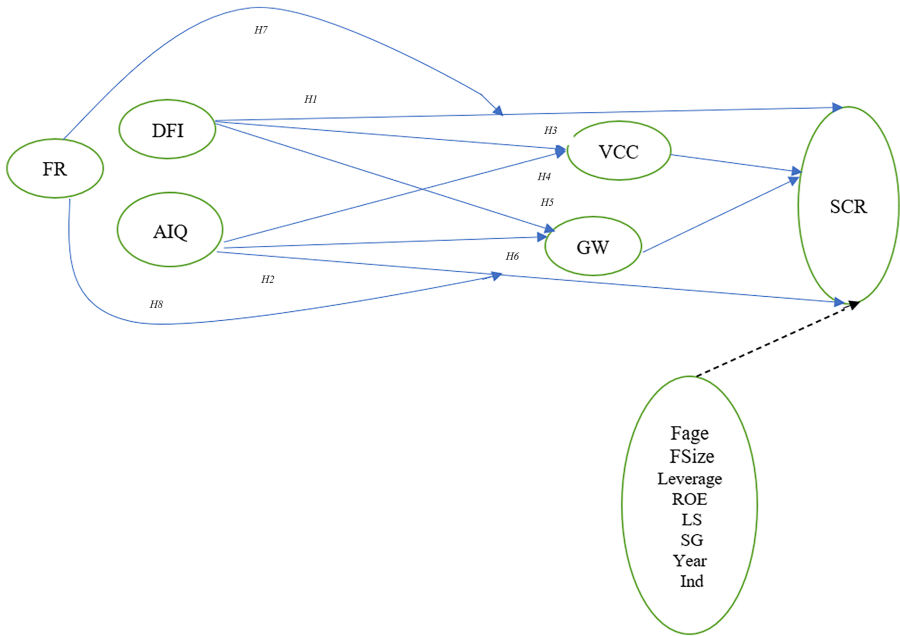 H7
H1
DFI
H3
VCC
FR
H4
SCR
H5
AIQ
GW
H6
H2
H8
Fage
FSize
Leverage
ROE
LS
SG
Year
Ind